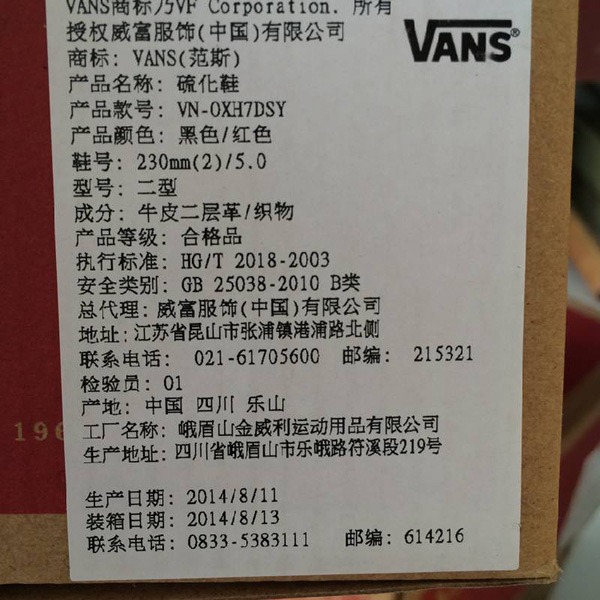 VANS商标为VF Corporation. 所有
授权威富服饰(中国)有限公司
VANS®
商标: VANS(范斯)
产品名称: 硫化鞋
产品款号: VN-0XH7DSY
产品颜色: 黑色/红色
鞋号: 230mm(2)/5.0
型号: 二型
成分: 牛皮二层革/织物
产品等级: 合格品
执行标准: HG/T 2018-2003
安全类别: GB 25038-2010 B类
总代理: 威富服饰(中国)有限公司
地址: 江苏省昆山市张浦镇港浦路北侧
联系电话: 021-61705600 邮编: 215321
检验员: 01
产地: 中国 四川 乐山
工厂名称: 峨眉山金威利运动用品有限公司
生产地址: 四川省峨眉山市乐峨路符溪段219号
196
生产日期: 2014/8/11
装箱日期: 2014/8/13
联系电话: 0833-5383111 邮编: 614216